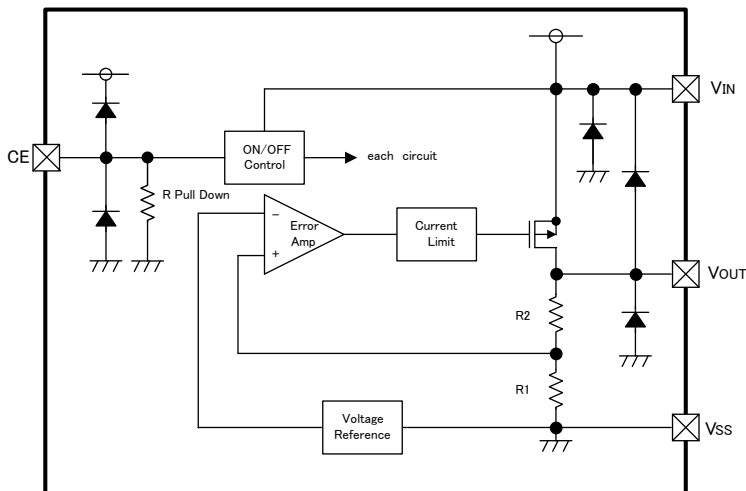 VIN
CE
ON/OFF
Control
each circuit
R Pull Down
−
+
Error
Amp
Current
Limit
VOUT
R2
R1
Voltage
Reference
VSS